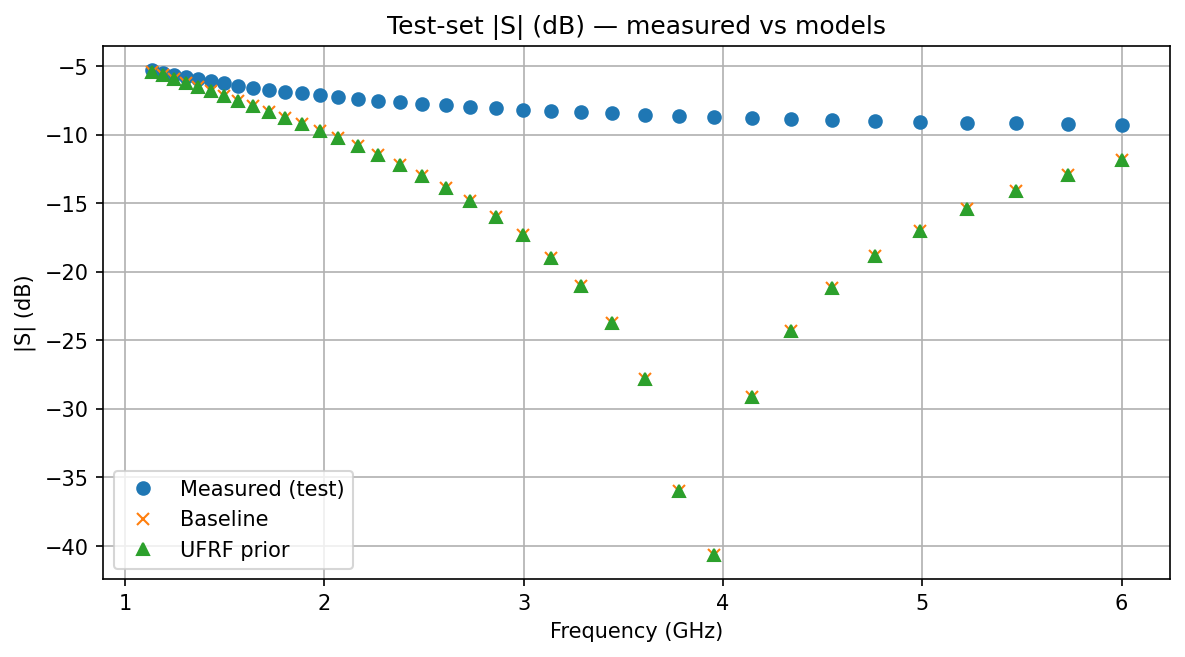 Test-set |S| (dB) — measured vs models
|S| (dB)
−5
−10
−15
−20
−25
−30
−35
−40
Measured (test)
Baseline
UFRF prior
1
2
3
4
5
6
Frequency (GHz)